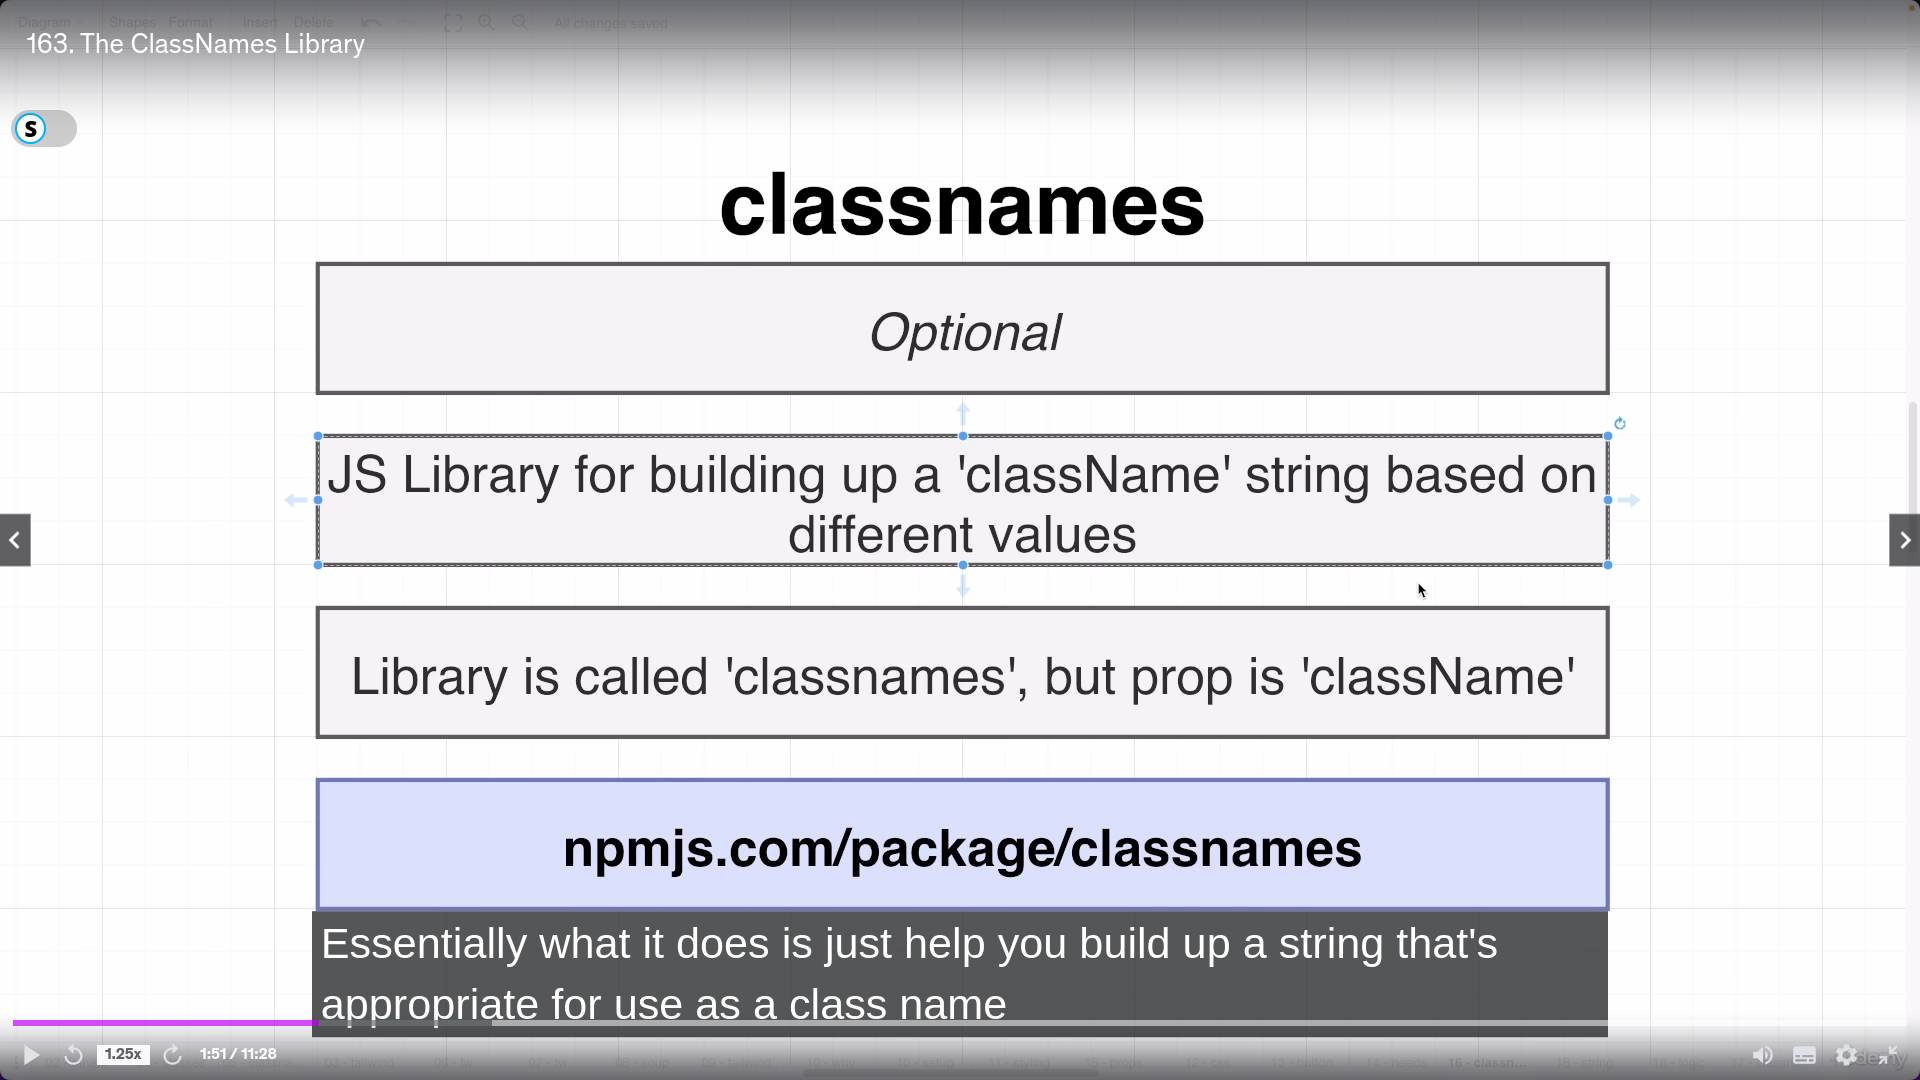 Diagram Shapes Format Insert Delete All changes saved
163. The ClassNames Library
S
classnames
Optional
JS Library for building up a 'className' string based on
different values
Library is called 'classnames', but prop is 'className'
npmjs.com/package/classnames
Essentially what it does is just help you build up a string that's
appropriate for use as a class name
1.25x 1:51 / 11:28